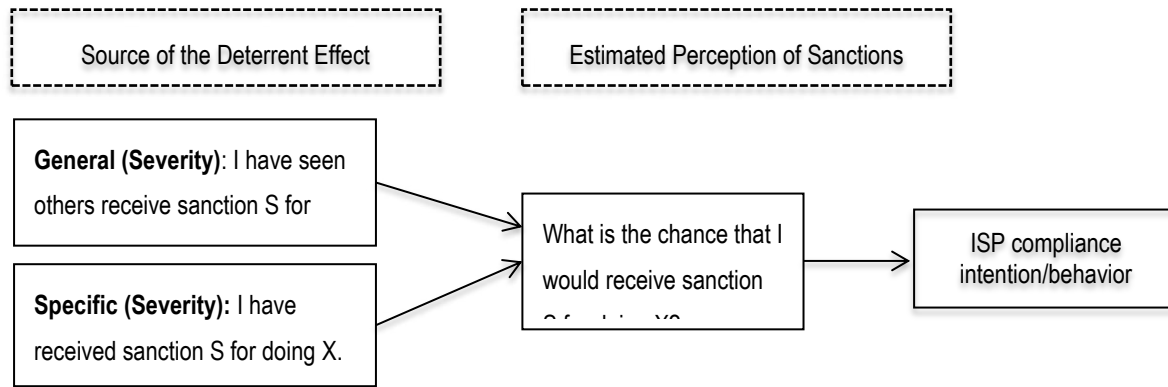 Source of the Deterrent Effect
Estimated Perception of Sanctions
General (Severity): I have seen
others receive sanction S for
Specific (Severity): I have
received sanction S for doing X.
What is the chance that I
would receive sanction
ISP compliance
intention/behavior